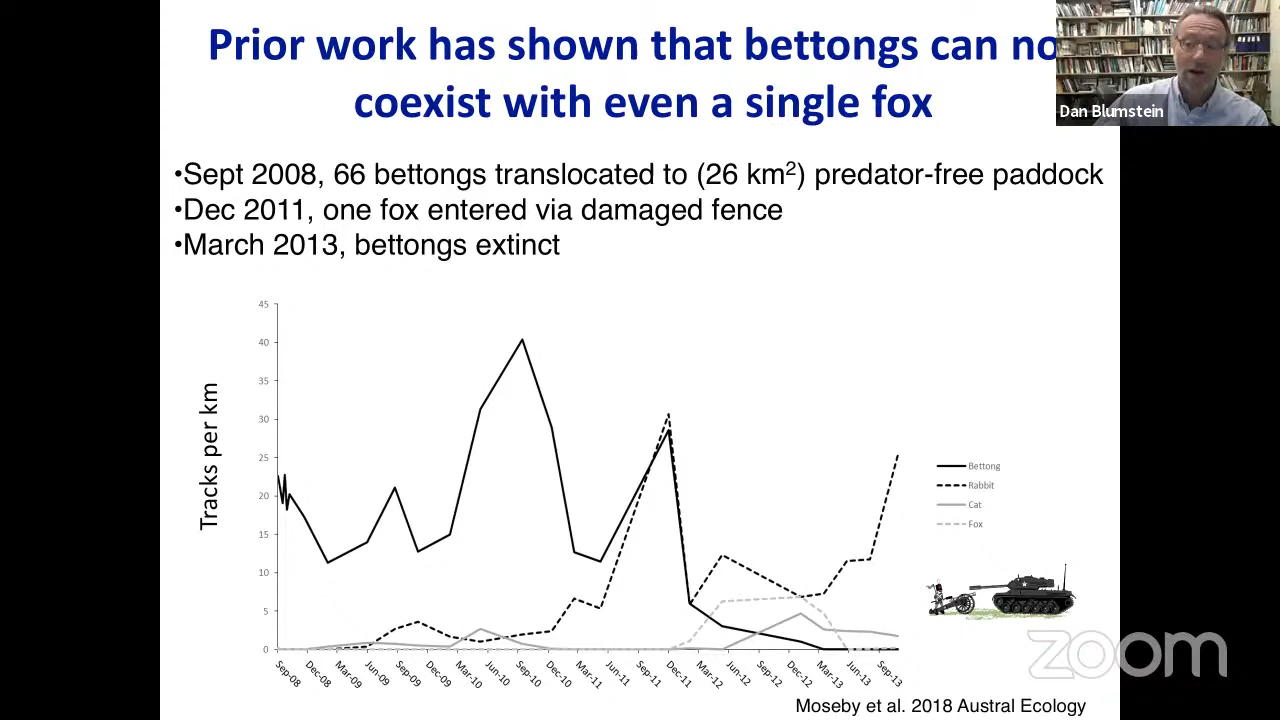 Prior work has shown that bettongs can no
coexist with even a single fox
Dan Blumstein
•Sept 2008, 66 bettongs translocated to (26 km²) predator-free paddock
•Dec 2011, one fox entered via damaged fence
•March 2013, bettongs extinct
Tracks per km
45
40
35
30
25
20
15
10
5
0
Sep-08
Dec-08
Mar-09
Jun-09
Sep-09
Dec-09
Mar-10
Jun-10
Sep-10
Dec-10
Mar-11
Jun-11
Sep-11
Dec-11
Mar-12
Jun-12
Sep-12
Dec-12
Mar-13
Jun-13
Sep-13
Bettong
Rabbit
Cat
Fox
zoom
Moseby et al. 2018 Austral Ecology